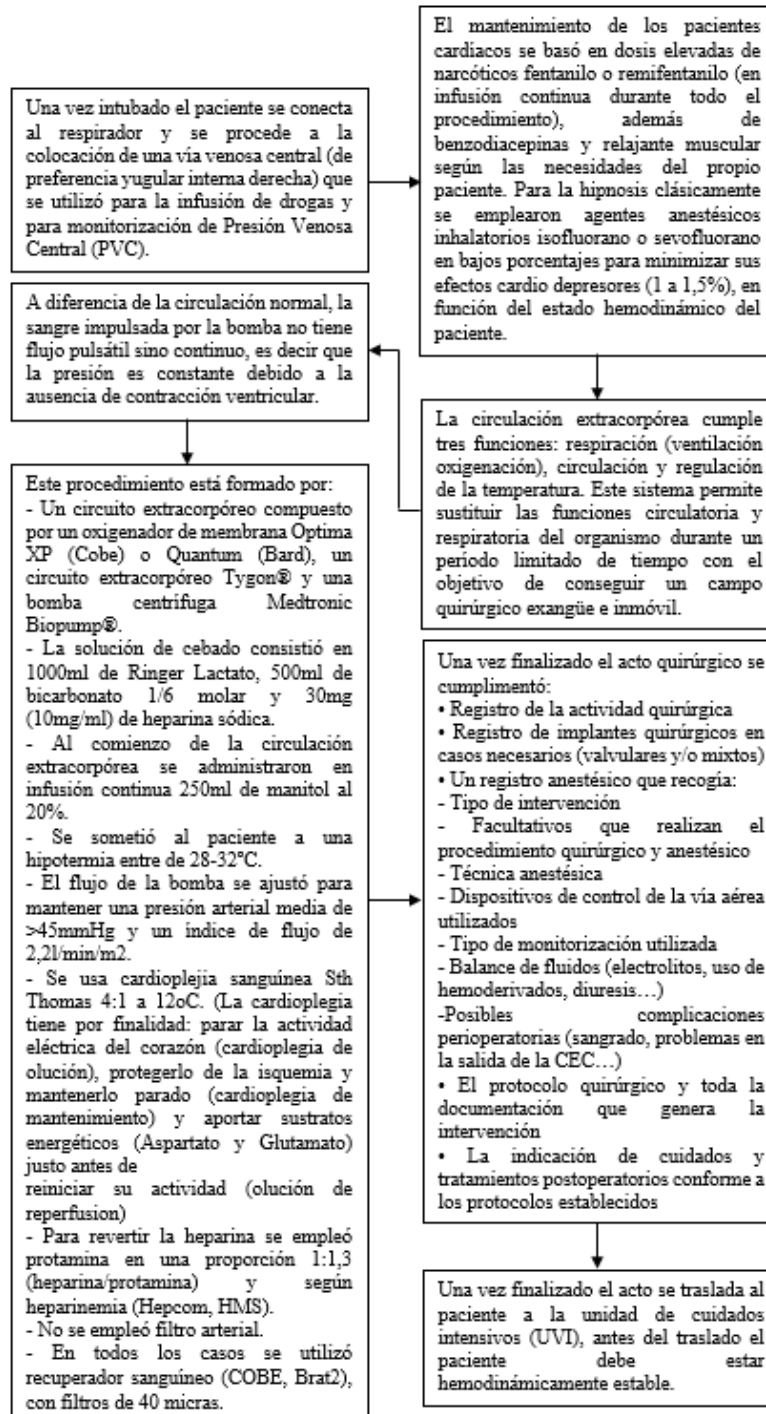 Una vez intubado el paciente se conecta
al respirador y se procede a la
colocación de una vía venosa central (de
preferencia yugular interna derecha) que
se utilizó para la infusión de drogas y
para monitorización de Presión Venosa
Central (PVC).
El mantenimiento de los pacientes
cardíacos se basó en dosis elevadas de
narcóticos fentanilo o remifentanilo (en
infusión continua durante todo el
procedimiento), además de
benzodiacepinas y relajante muscular
según las necesidades del propio
paciente. Para la hipnosis clásicamente
se emplearon agentes anestésicos
inhalatorios isofluorano o sevofluorano
en bajos porcentajes para minimizar sus
efectos cardio depresores (1 a 1,5%), en
función del estado hemodinámico del
paciente.
La circulación extracorpórea cumple
tres funciones: respiración (ventilación
oxigenación), circulación y regulación
de la temperatura. Este sistema permite
sustituir las funciones circulatoria y
respiratoria del organismo durante un
período limitado de tiempo con el
objetivo de conseguir un campo
quirúrgico exangüe e inmóvil.
A diferencia de la circulación normal, la
sangre impulsada por la bomba no tiene
flujo pulsátil sino continuo, es decir que
la presión es constante debido a la
ausencia de contracción ventricular.
Este procedimiento está formado por:
- Un circuito extracorpóreo compuesto
por un oxigenador de membrana Optima
XP (Cobe) o Quantum (Bard), un
circuito extracorpóreo Tygon® y una
bomba centrífuga Medtronic
Biopump®.
- La solución de cebado consistió en
1000ml de Ringer Lactato, 500ml de
bicarbonato 1/6 molar y 30mg
(10mg/ml) de heparina sódica.
- Al comienzo de la circulación
extracorpórea se administraron en
infusión continua 250ml de manitol al
20%.
- Se sometió al paciente a una
hipotermia entre de 28-32°C.
- El flujo de la bomba se ajustó para
mantener una presión arterial media de
>45mmHg y un índice de flujo de
2,2l/min/m2.
- Se usa cardioplejia sanguínea Sth
Thomas 4:1 a 12oC. (La cardioplegia
tiene por finalidad: parar la actividad
eléctrica del corazón (cardioplegia de
olución), protegerlo de la isquemia y
mantenerlo parado (cardioplegia de
mantenimiento) y aportar sustratos
energéticos (Aspartato y Glutamato)
justo antes de
reiniciar su actividad (olución de
reperfusion)
- Para revertir la heparina se empleó
protamina en una proporción 1:1,3
(heparina/protamina) y según
heparinemia (Hepcom, HMS).
- No se empleó filtro arterial.
- En todos los casos se utilizó
recuperador sanguíneo (COBE, Brat2),
con filtros de 40 micras.
Una vez finalizado el acto quirúrgico se
cumplimentó:
• Registro de la actividad quirúrgica
• Registro de implantes quirúrgicos en
casos necesarios (valvulares y/o mixtos)
• Un registro anestésico que recogía:
- Tipo de intervención
- Facultativos que realizan el
procedimiento quirúrgico y anestésico
- Técnica anestésica
- Dispositivos de control de la vía aérea
utilizados
- Tipo de monitorización utilizada
- Balance de fluidos (electrolitos, uso de
hemoderivados, diuresis…)
-Posibles complicaciones
perioperatorias (sangrado, problemas en
la salida de la CEC…)
• El protocolo quirúrgico y toda la
documentación que genera la
intervención
• La indicación de cuidados y
tratamientos postoperatorios conforme a
los protocolos establecidos
Una vez finalizado el acto se traslada al
paciente a la unidad de cuidados
intensivos (UVI), antes del traslado el
paciente debe estar
hemodinámicamente estable.